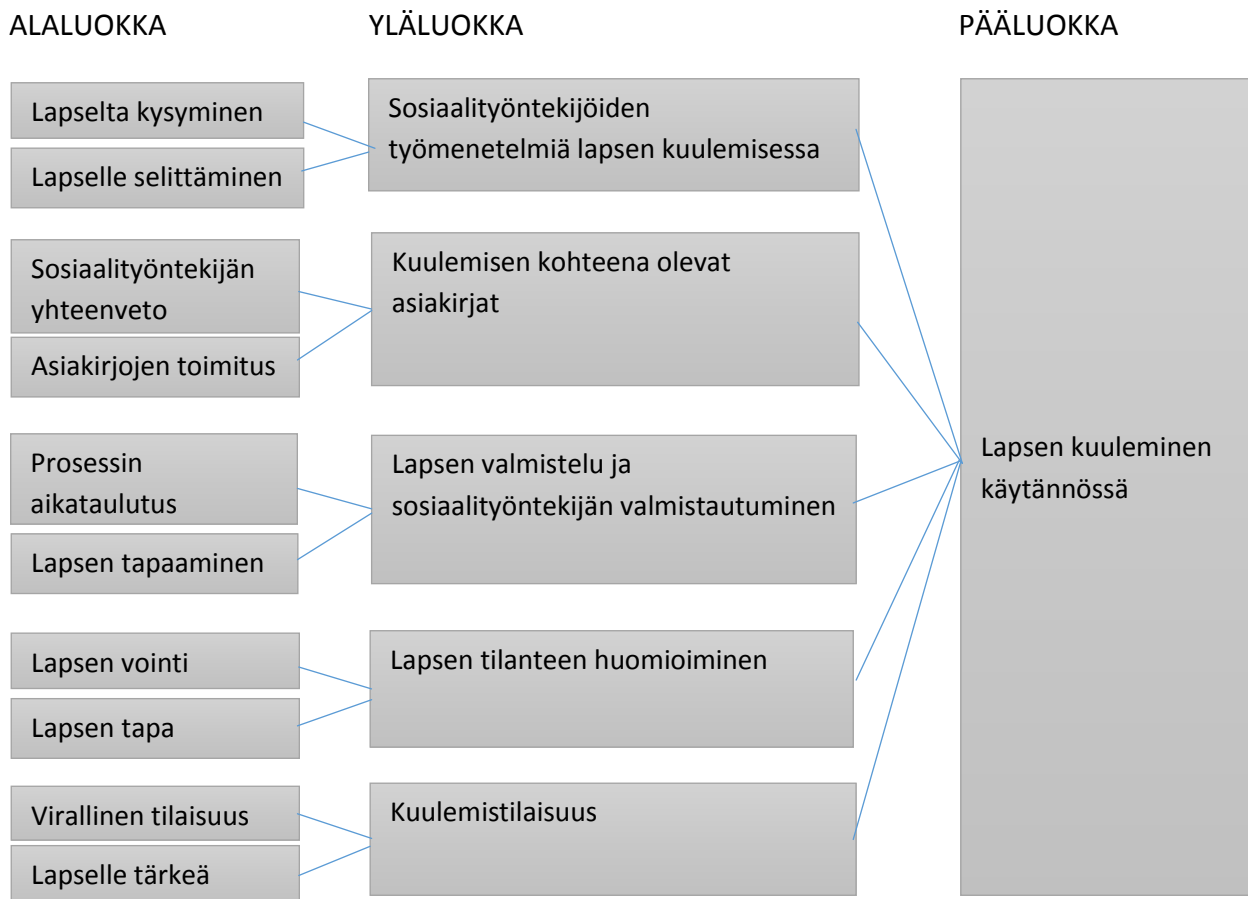 ALALUOKKA
YLÄLUOKKA
PÄÄLUOKKA
Lapselta kysyminen
Lapselle selittäminen
Sosiaalityöntekijöiden
työmenetelmiä lapsen kuulemisessa
Sosiaalityöntekijän
yhteenveto
Asiakirjojen toimitus
Kuulemisen kohteena olevat
asiakirjat
Prosessin
aikataulutus
Lapsen tapaaminen
Lapsen valmistelu ja
sosiaalityöntekijän valmistautuminen
Lapsen vointi
Lapsen tapa
Lapsen tilanteen huomioiminen
Virallinen tilaisuus
Lapselle tärkeä
Kuulemistilaisuus
Lapsen kuuleminen
käytännössä